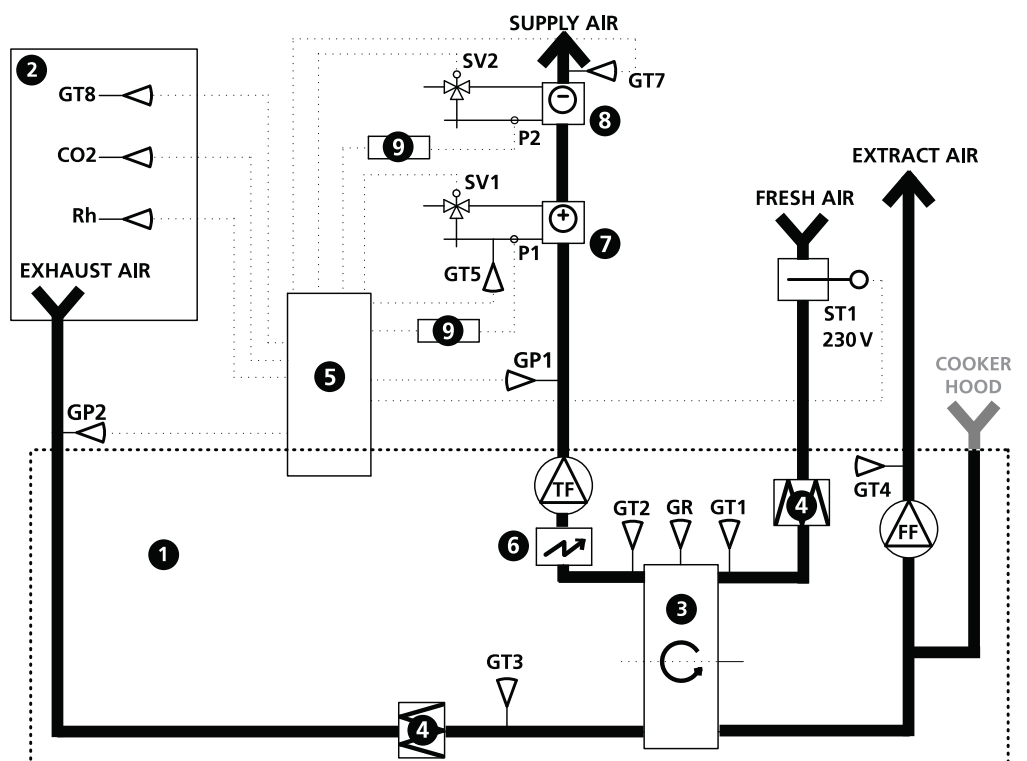 SUPPLY AIR
2
SV2
GT7
GT8
−
8
P2
9
CO2
EXTRACT AIR
SV1
FRESH AIR
Rh
+
7
P1
EXHAUST AIR
GT5
ST1
230 V
9
5
GP1
COOKER
HOOD
GP2
TF
GT4
4
GT2
GR
GT1
FF
6
1
3
GT3
4